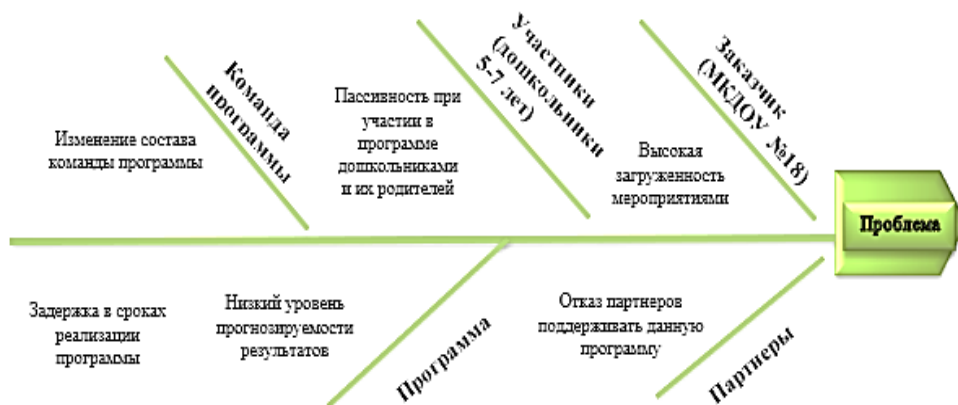 Команда
программы
Изменение состава
команды программы
Участники
(дошкольники
5-7 лет)
Пассивность при
участии в
программе
дошкольниками
и их родителей
Заказчик
(МКДОУ №18)
Высокая
загруженность
мероприятиями
Проблема
Задержка в сроках
реализации
программы
Низкий уровень
прогнозируемости
результатов
Программа
Отказ партнеров
поддерживать данную
программу
Партнеры